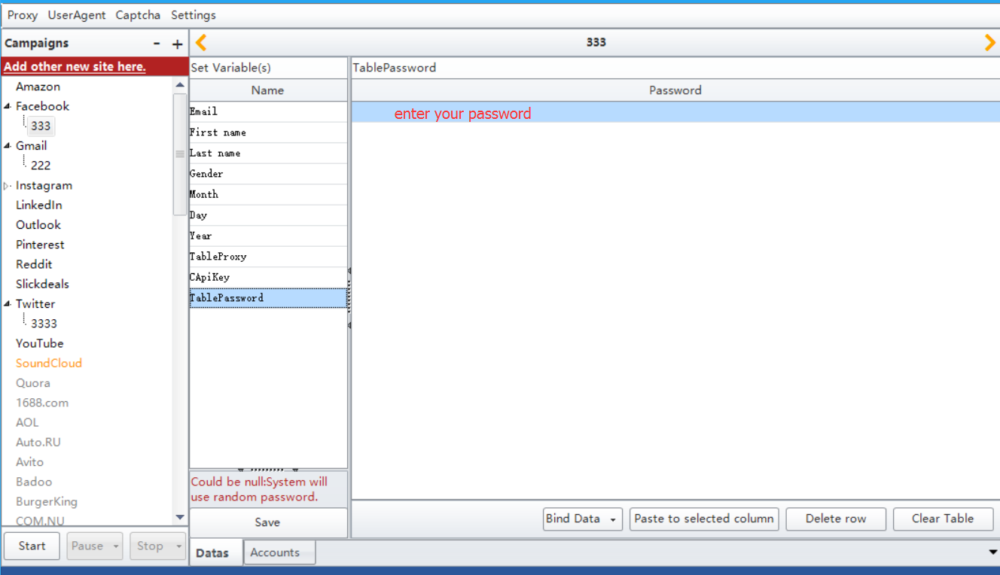 Proxy UserAgent Captcha Settings
Campaigns - +
333
Add other new site here.
Set Variable(s)
TablePassword
Amazon
Facebook
333
Gmail
222
Instagram
LinkedIn
Outlook
Pinterest
Reddit
Slickdeals
Twitter
3333
YouTube
SoundCloud
Quora
1688.com
AOL
Auto.RU
Avito
Badoo
BurgerKing
COM.NU
Name
Email
First name
Last name
Gender
Month
Day
Year
TableProxy
CApiKey
TablePassword
Password
enter your password
Could be null:System will
use random password.
Save
Bind Data
Paste to selected column
Delete row
Clear Table
Start
Pause
Stop
Datas
Accounts